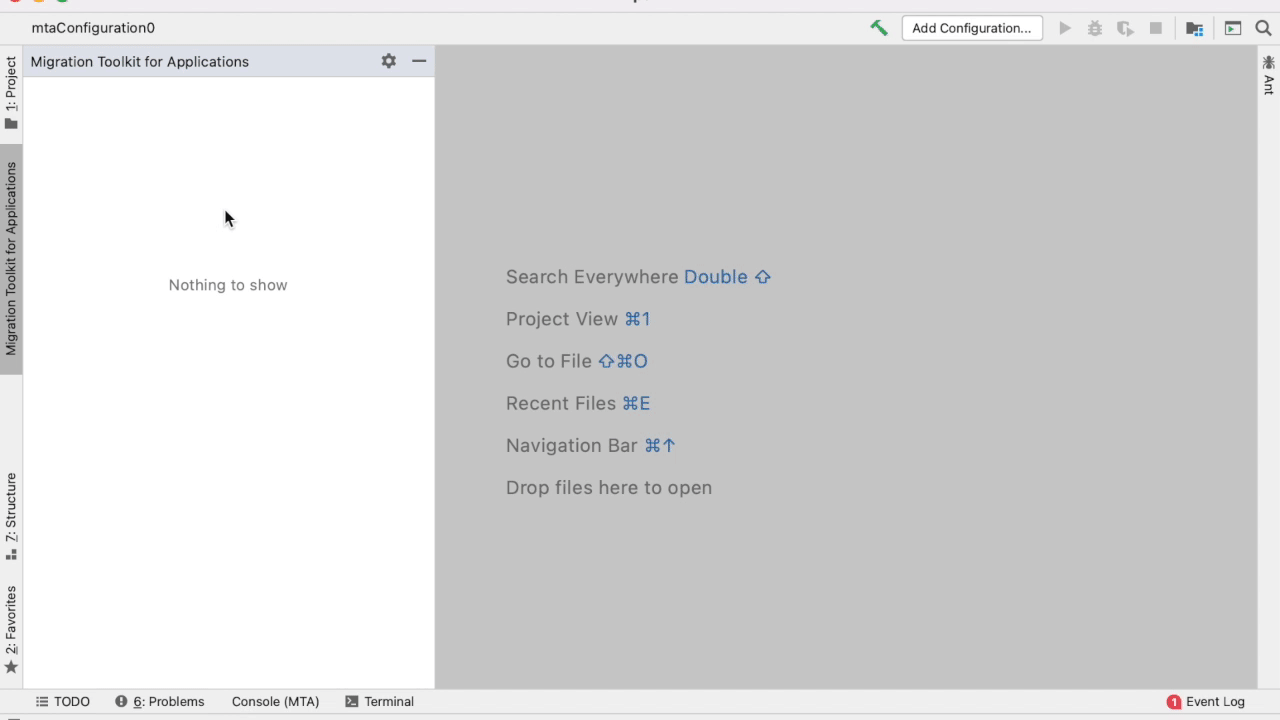 mtaConfiguration0
Add Configuration...
Migration Toolkit for Applications
1: Project
Migration Toolkit for Applications
7: Structure
2: Favorites
Nothing to show
Search Everywhere Double ⇧
Project View ⌘1
Go to File ⇧⌘O
Recent Files ⌘E
Navigation Bar ⌘↑
Drop files here to open
Ant
TODO
6: Problems
Console (MTA)
Terminal
1 Event Log